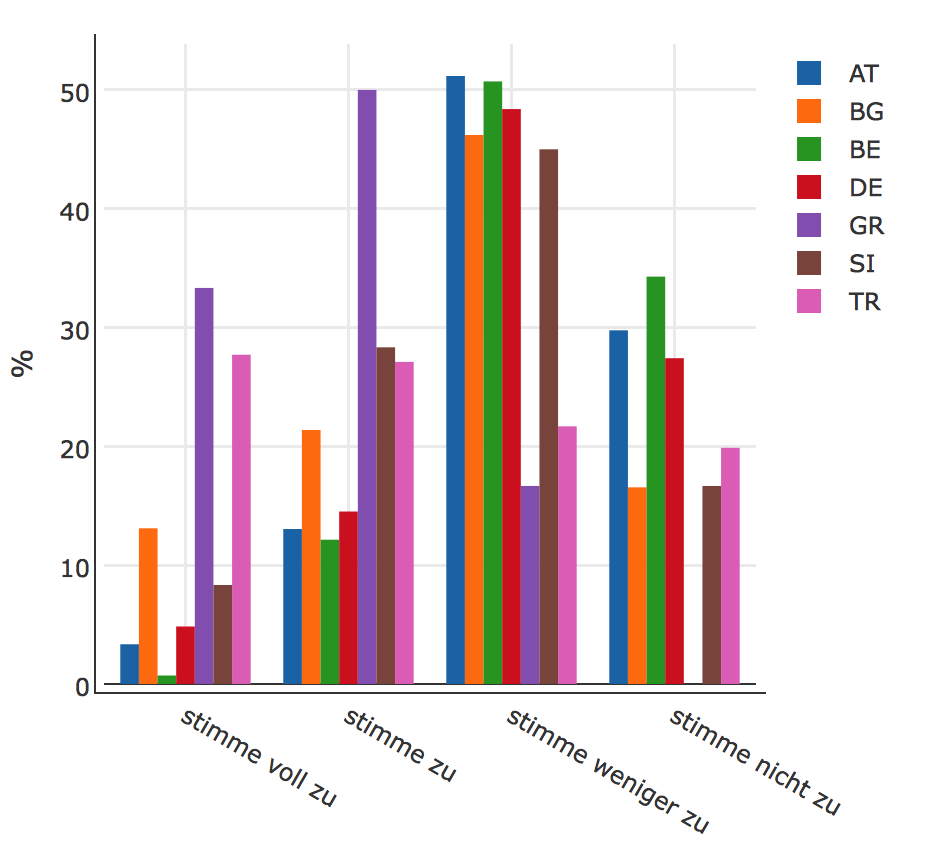 50
40
30
20
10
0
%
stimme voll zu
stimme zu
stimme weniger zu
stimme nicht zu
AT
BG
BE
DE
GR
SI
TR